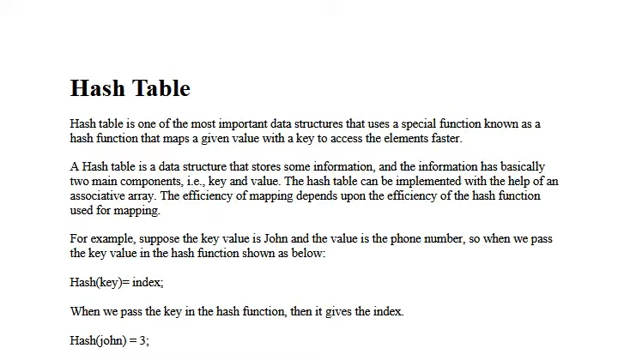 Hash Table
Hash table is one of the most important data structures that uses a special function known as a
hash function that maps a given value with a key to access the elements faster.
A Hash table is a data structure that stores some information, and the information has basically
two main components, i.e., key and value. The hash table can be implemented with the help of an
associative array. The efficiency of mapping depends upon the efficiency of the hash function
used for mapping.
For example, suppose the key value is John and the value is the phone number, so when we pass
the key value in the hash function shown as below:
Hash(key)= index;
When we pass the key in the hash function, then it gives the index.
Hash(john) = 3;